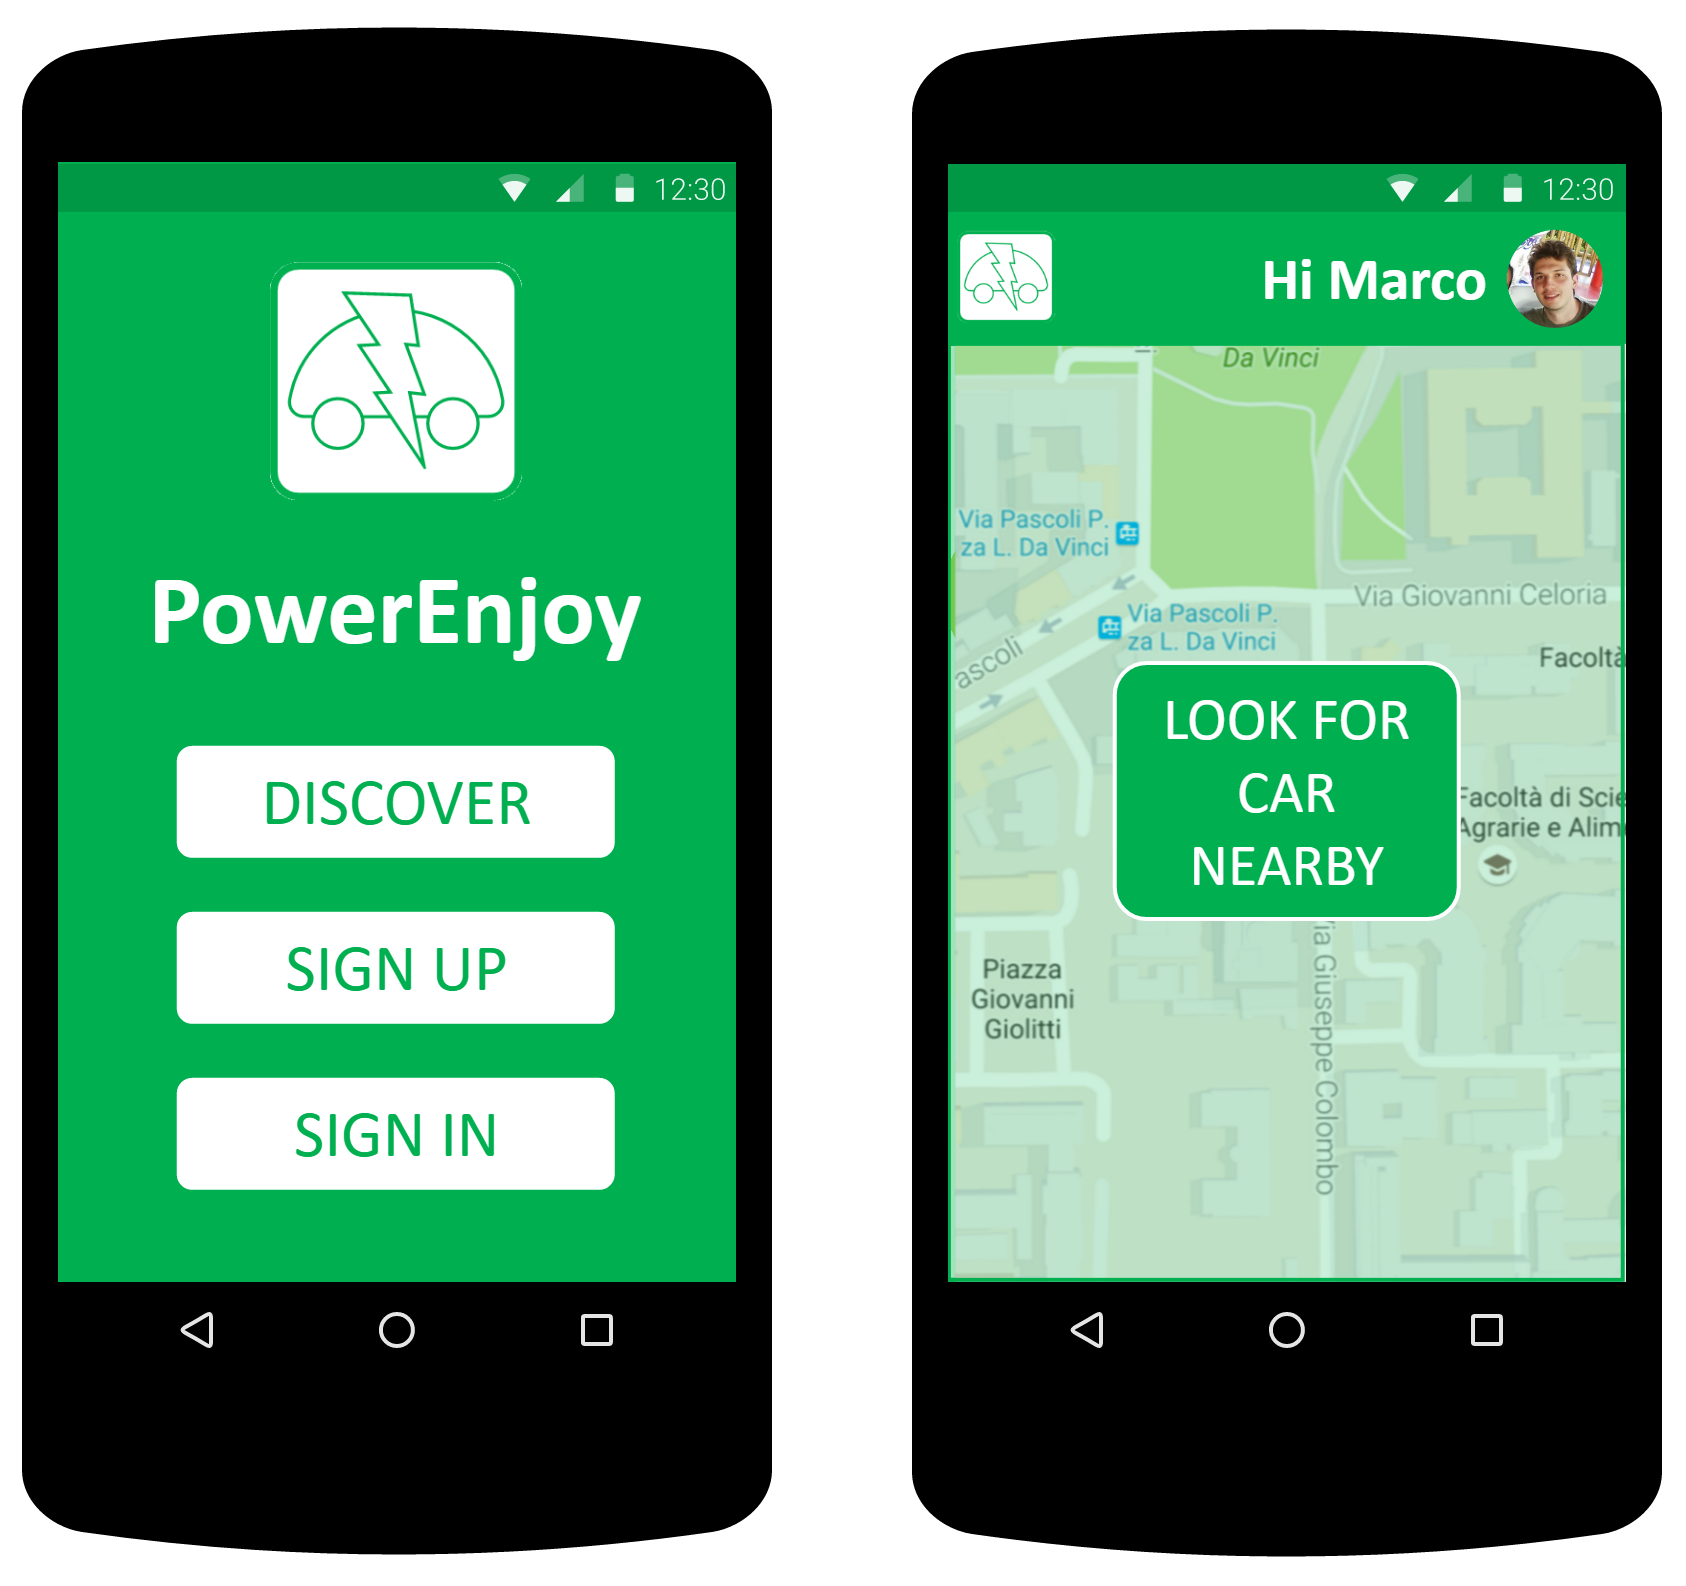 12:30
PowerEnjoy
DISCOVER
SIGN UP
SIGN IN
12:30
Hi Marco
Da Vinci
Via Pascoli P.
za L. Da Vinci
Via Giovanni Celoria
Via Pascoli P.
za L. Da Vinci
ascoli
Facoltà
LOOK FOR
CAR
NEARBY
Facoltà di Scie
Agrarie e Alim
Piazza
Giovanni
Giolitti
Via Giuseppe Colombo